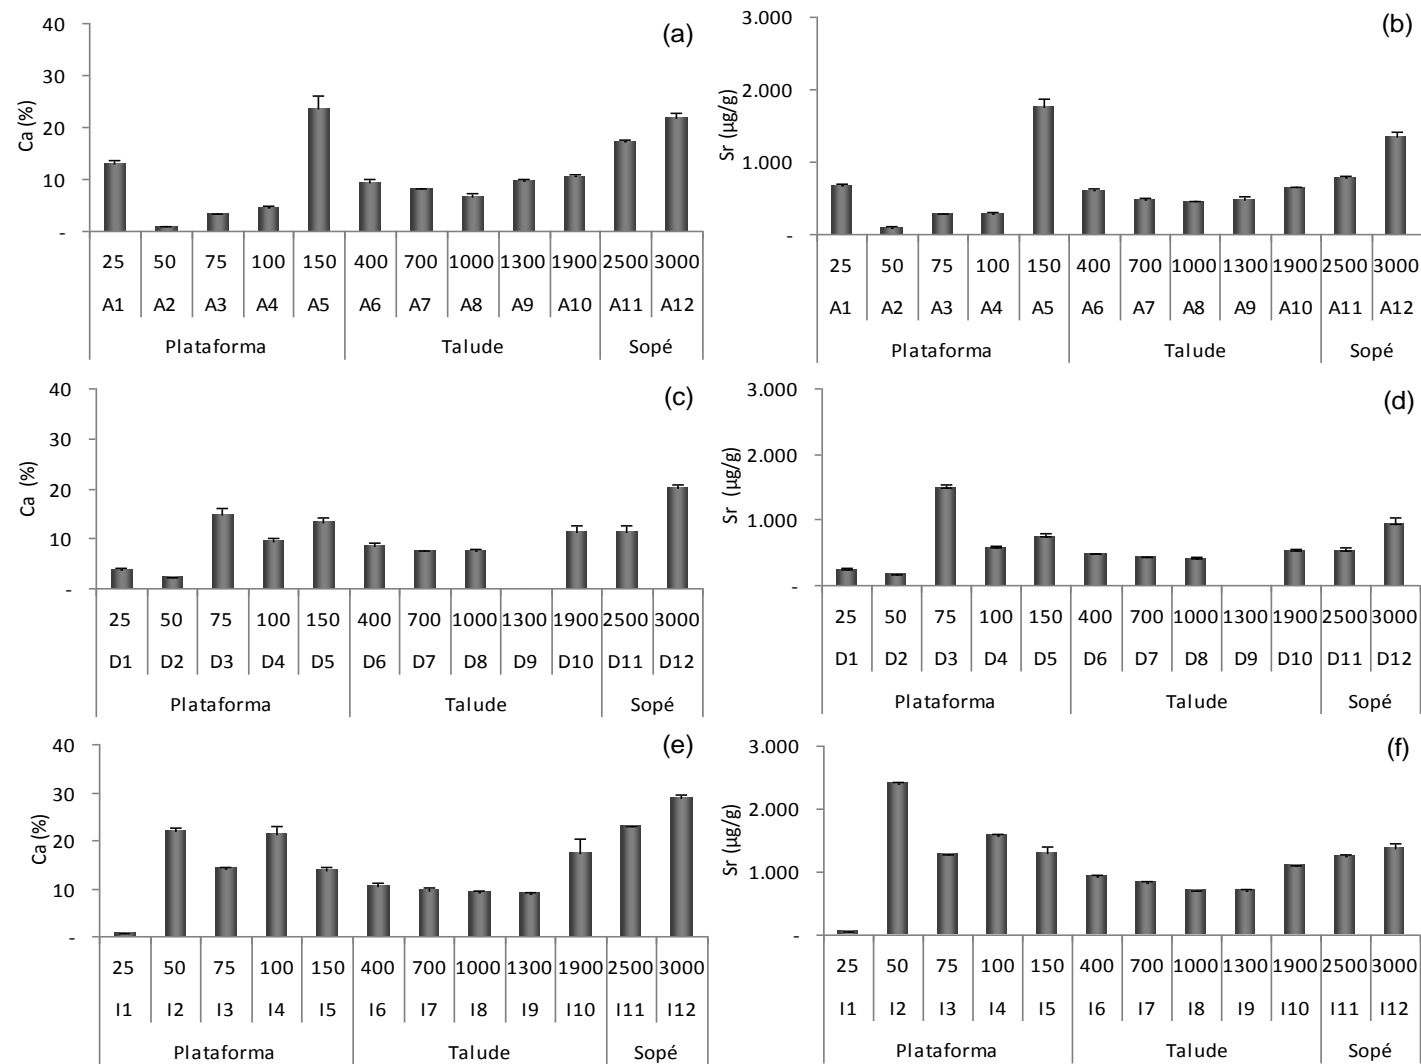 (a)
Ca (%)
40
30
20
10
-
25 50 75 100 150 400 700 1000 1300 1900 2500 3000
A1 A2 A3 A4 A5 A6 A7 A8 A9 A10 A11 A12
Plataforma Talude Sopé
(b)
Sr (µg/g)
3.000
2.000
1.000
-
25 50 75 100 150 400 700 1000 1300 1900 2500 3000
A1 A2 A3 A4 A5 A6 A7 A8 A9 A10 A11 A12
Plataforma Talude Sopé
(c)
Ca (%)
40
30
20
10
-
25 50 75 100 150 400 700 1000 1300 1900 2500 3000
D1 D2 D3 D4 D5 D6 D7 D8 D9 D10 D11 D12
Plataforma Talude Sopé
(d)
Sr (µg/g)
3.000
2.000
1.000
-
25 50 75 100 150 400 700 1000 1300 1900 2500 3000
D1 D2 D3 D4 D5 D6 D7 D8 D9 D10 D11 D12
Plataforma Talude Sopé
(e)
Ca (%)
40
30
20
10
-
25 50 75 100 150 400 700 1000 1300 1900 2500 3000
I1 I2 I3 I4 I5 I6 I7 I8 I9 I10 I11 I12
Plataforma Talude Sopé
(f)
Sr (µg/g)
3.000
2.000
1.000
-
25 50 75 100 150 400 700 1000 1300 1900 2500 3000
I1 I2 I3 I4 I5 I6 I7 I8 I9 I10 I11 I12
Plataforma Talude Sopé